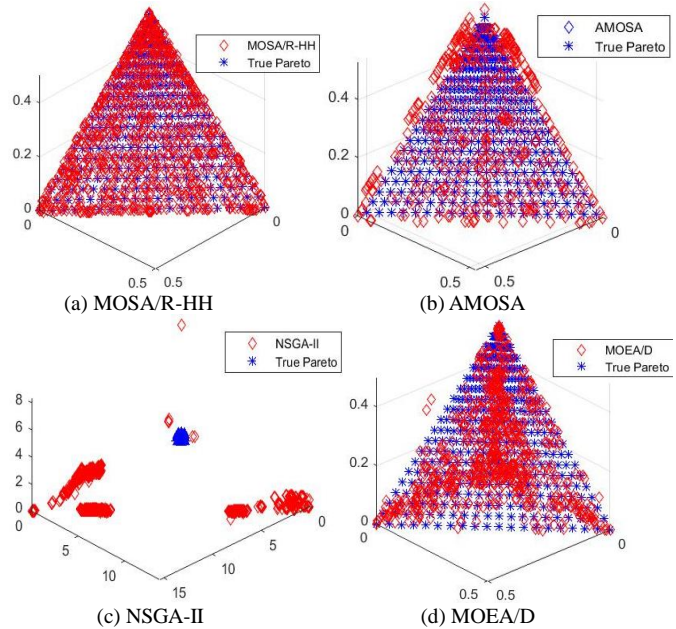 MOSA/R-HH
True Pareto
0.4
0.2
0
0
0
0.5
0.5
(a) MOSA/R-HH
AMOSA
True Pareto
0.4
0.2
0
0
0
0.5
0.5
(b) AMOSA
NSGA-II
True Pareto
8
6
4
2
0
0
5
10
15
10
5
0
(c) NSGA-II
MOEA/D
True Pareto
0.4
0.2
0
0
0
0.5
0.5
(d) MOEA/D